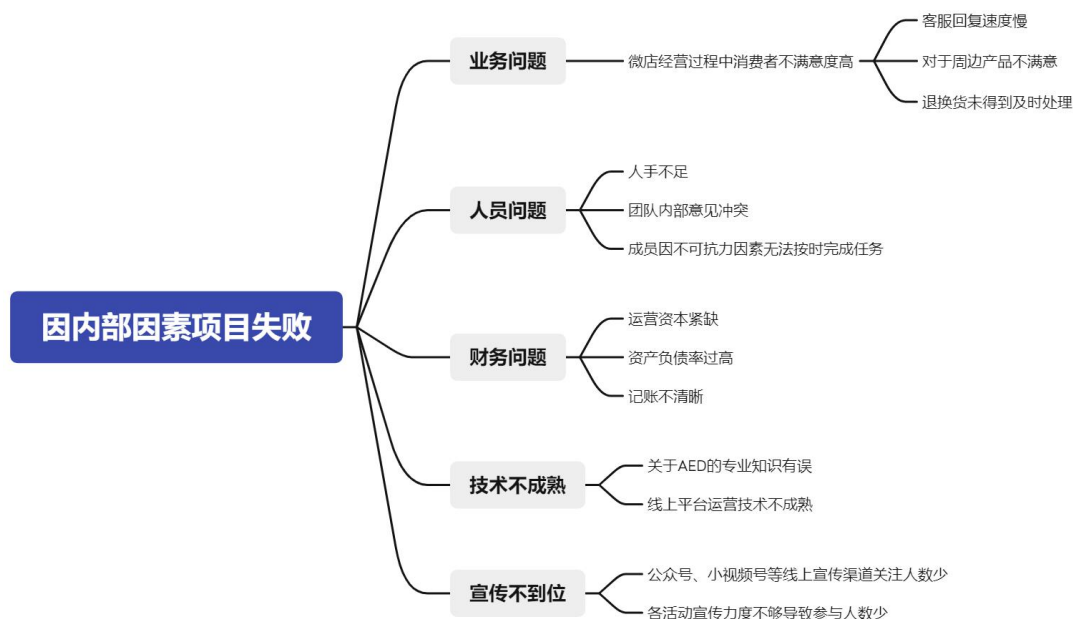 因内部因素项目失败
业务问题
微店经营过程中消费者不满意度高
客服回复速度慢
对于周边产品不满意
退换货未得到及时处理
人员问题
人手不足
团队内部意见冲突
成员因不可抗力因素无法按时完成任务
财务问题
运营资本紧缺
资产负债率过高
记账不清晰
技术不成熟
关于AED的专业知识有误
线上平台运营技术不成熟
宣传不到位
公众号、小视频号等线上宣传渠道关注人数少
各活动宣传力度不够导致参与人数少